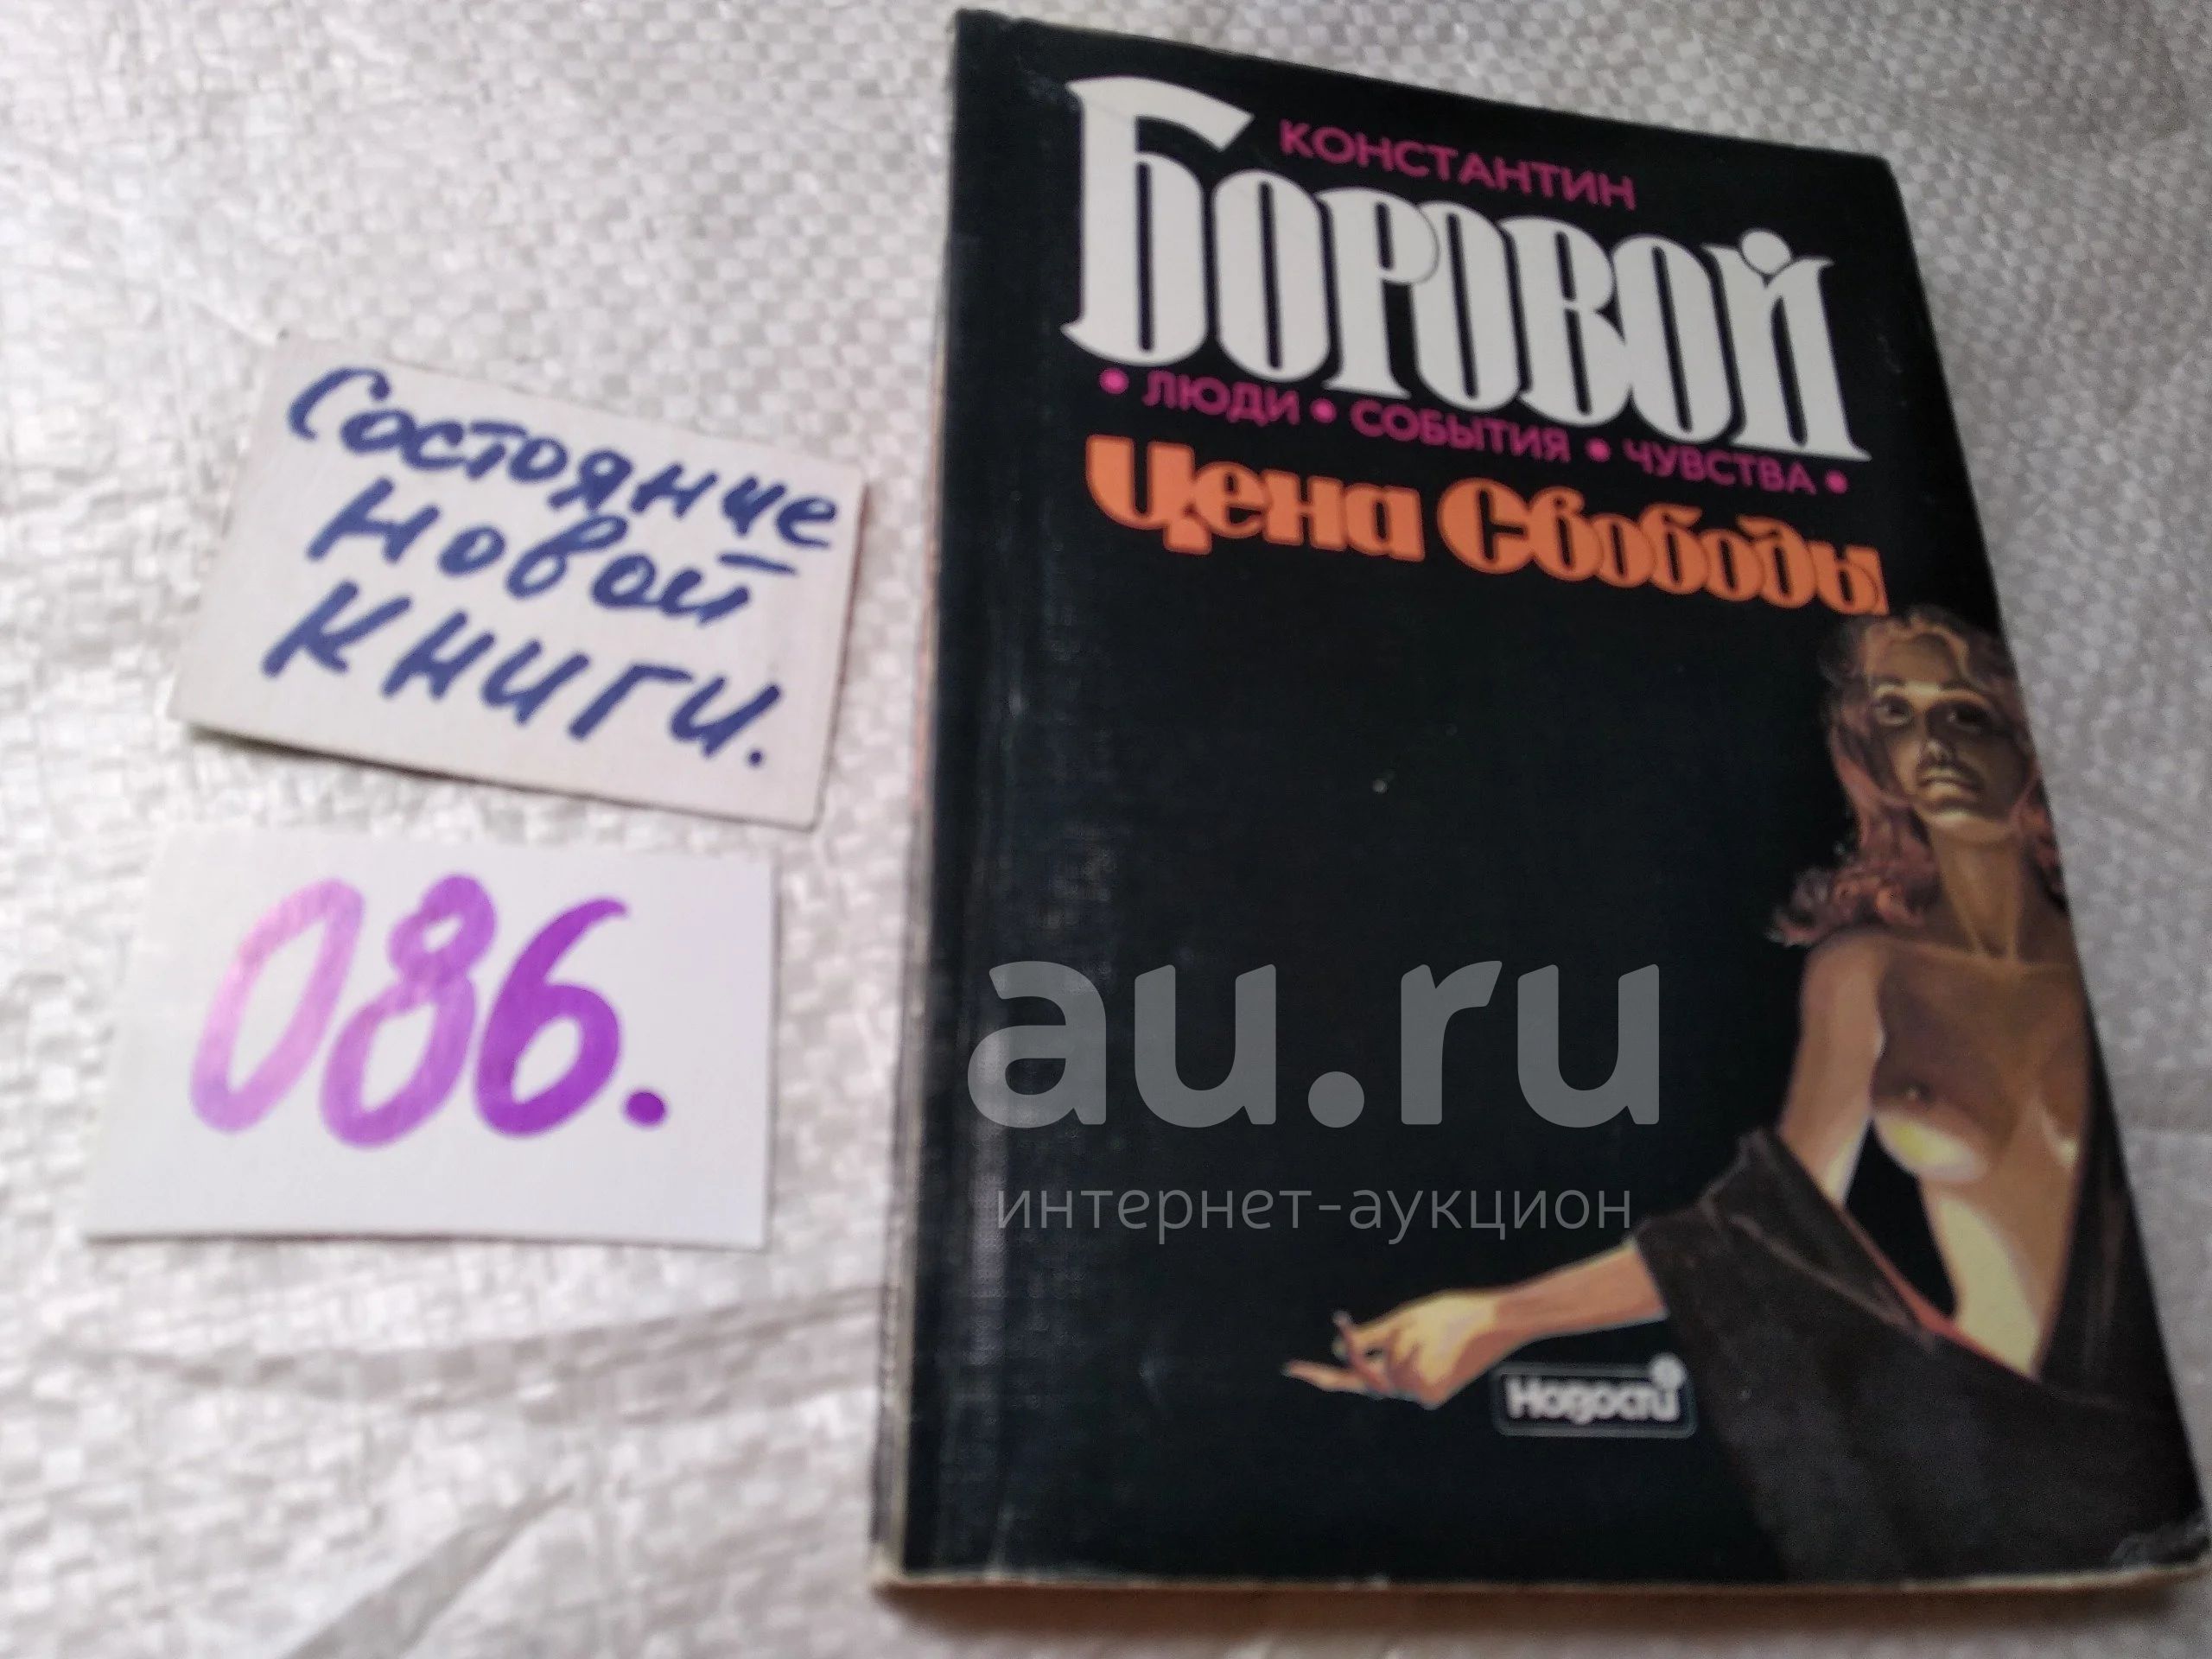 Состояние
новой
книги.
086.
КОНСТАНТИН
БОРОВОЙ
• ЛЮДИ • СОБЫТИЯ • ЧУВСТВА •
Цена Свободы
au.ru
интернет-аукцион
Новости